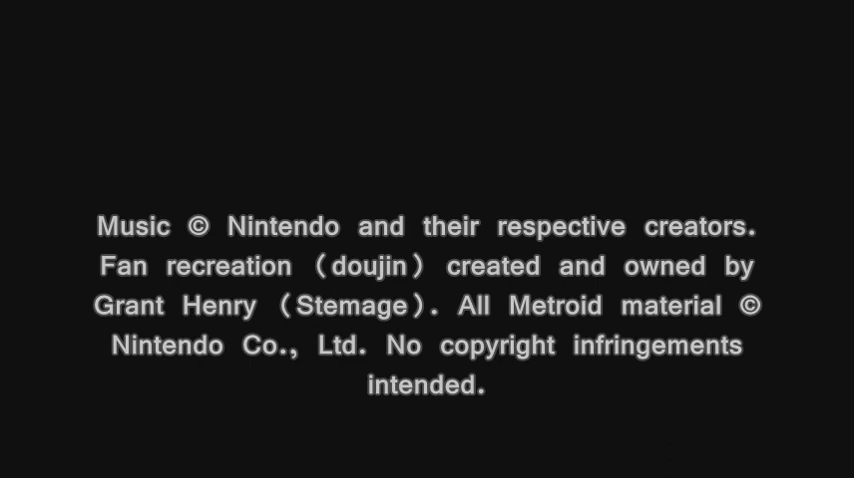 Music © Nintendo and their respective creators.
Fan recreation (doujin) created and owned by
Grant Henry (Stemage). All Metroid material ©
Nintendo Co., Ltd. No copyright infringements
intended.